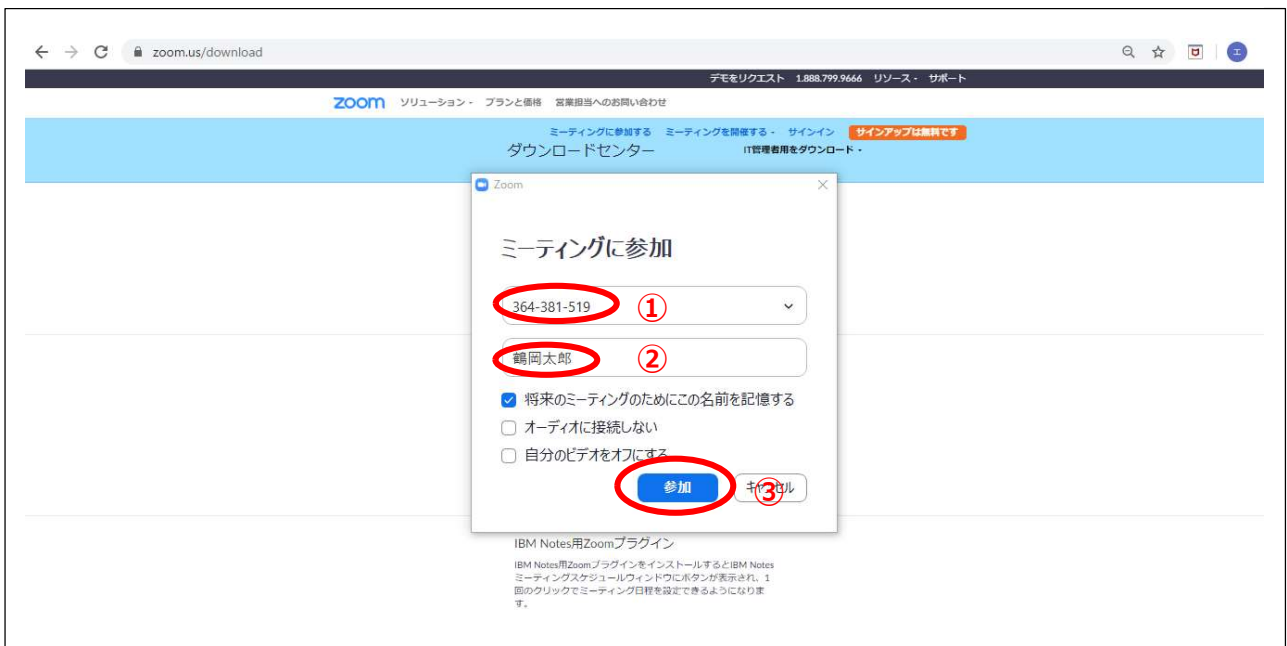 zoom.us/download
エ
デモをリクエスト 1.888.799.9666 リソース サポート
zoom ソリューション プランと価格 営業担当へのお問い合わせ
ミーティングに参加する ミーティングを開催する サインイン サインアップは無料です
ダウンロードセンター IT管理者用をダウンロード
Zoom
ミーティングに参加
364-381-519 ①
鶴岡太郎 ②
将来のミーティングのためにこの名前を記憶する
オーディオに接続しない
自分のビデオをオフにする
参加 キャンセル ③
IBM Notes用Zoomプラグイン
IBM Notes用ZoomプラグインをインストールするとIBM Notes
ミーティングスケジュールウィンドウにボタンが表示され、1
回のクリックでミーティング日程を設定できるようになりま
す。